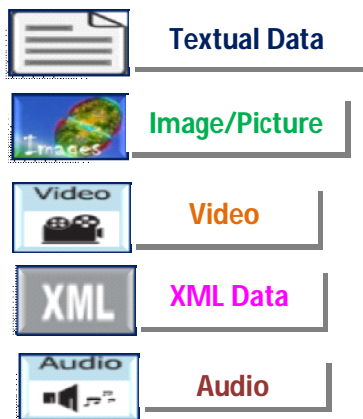 Textual Data
Images
Image/Picture
Video
Video
XML
XML Data
Audio
Audio